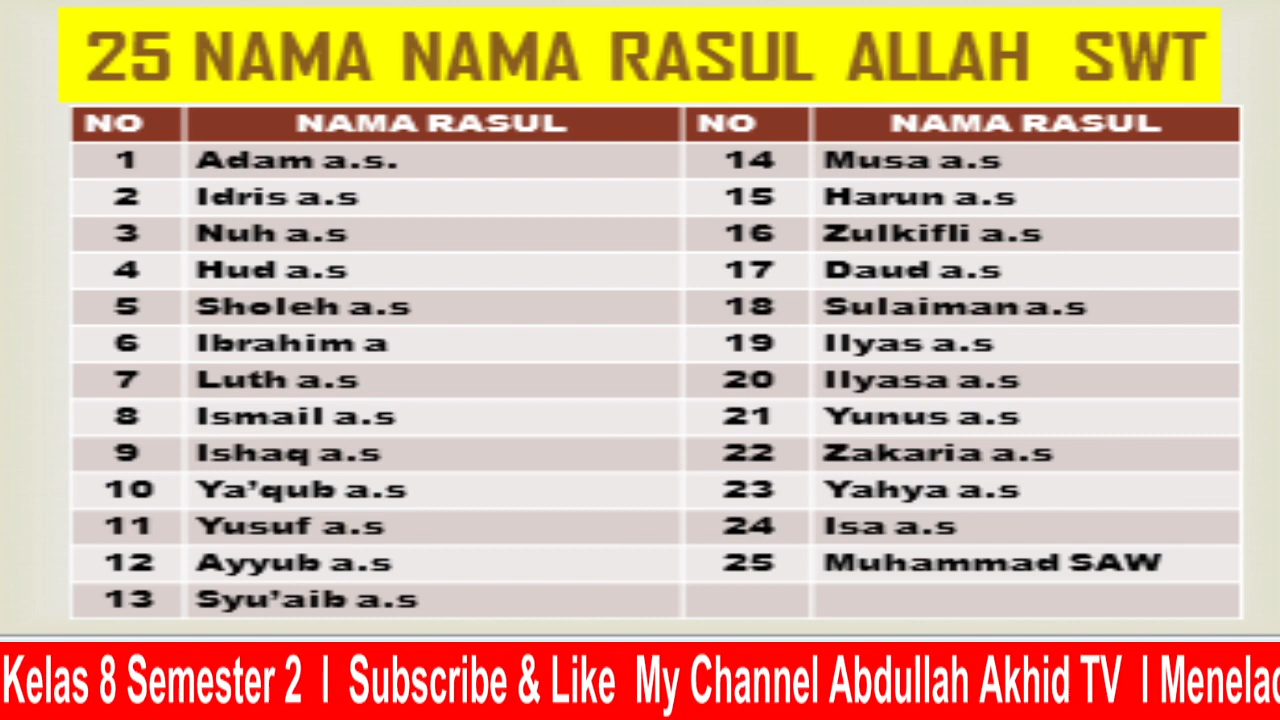 25 NAMA NAMA RASUL ALLAH SWT
NO NAMA RASUL NO NAMA RASUL
1 Adam a.s. 14 Musa a.s
2 Idris a.s 15 Harun a.s
3 Nuh a.s 16 Zulkifli a.s
4 Hud a.s 17 Daud a.s
5 Sholeh a.s 18 Sulaiman a.s
6 Ibrahim a 19 Ilyas a.s
7 Luth a.s 20 Ilyasa a.s
8 Ismail a.s 21 Yunus a.s
9 Ishaq a.s 22 Zakaria a.s
10 Ya’qub a.s 23 Yahya a.s
11 Yusuf a.s 24 Isa a.s
12 Ayyub a.s 25 Muhammad SAW
13 Syu’aib a.s
Kelas 8 Semester 2 I Subscribe & Like My Channel Abdullah Akhid TV I